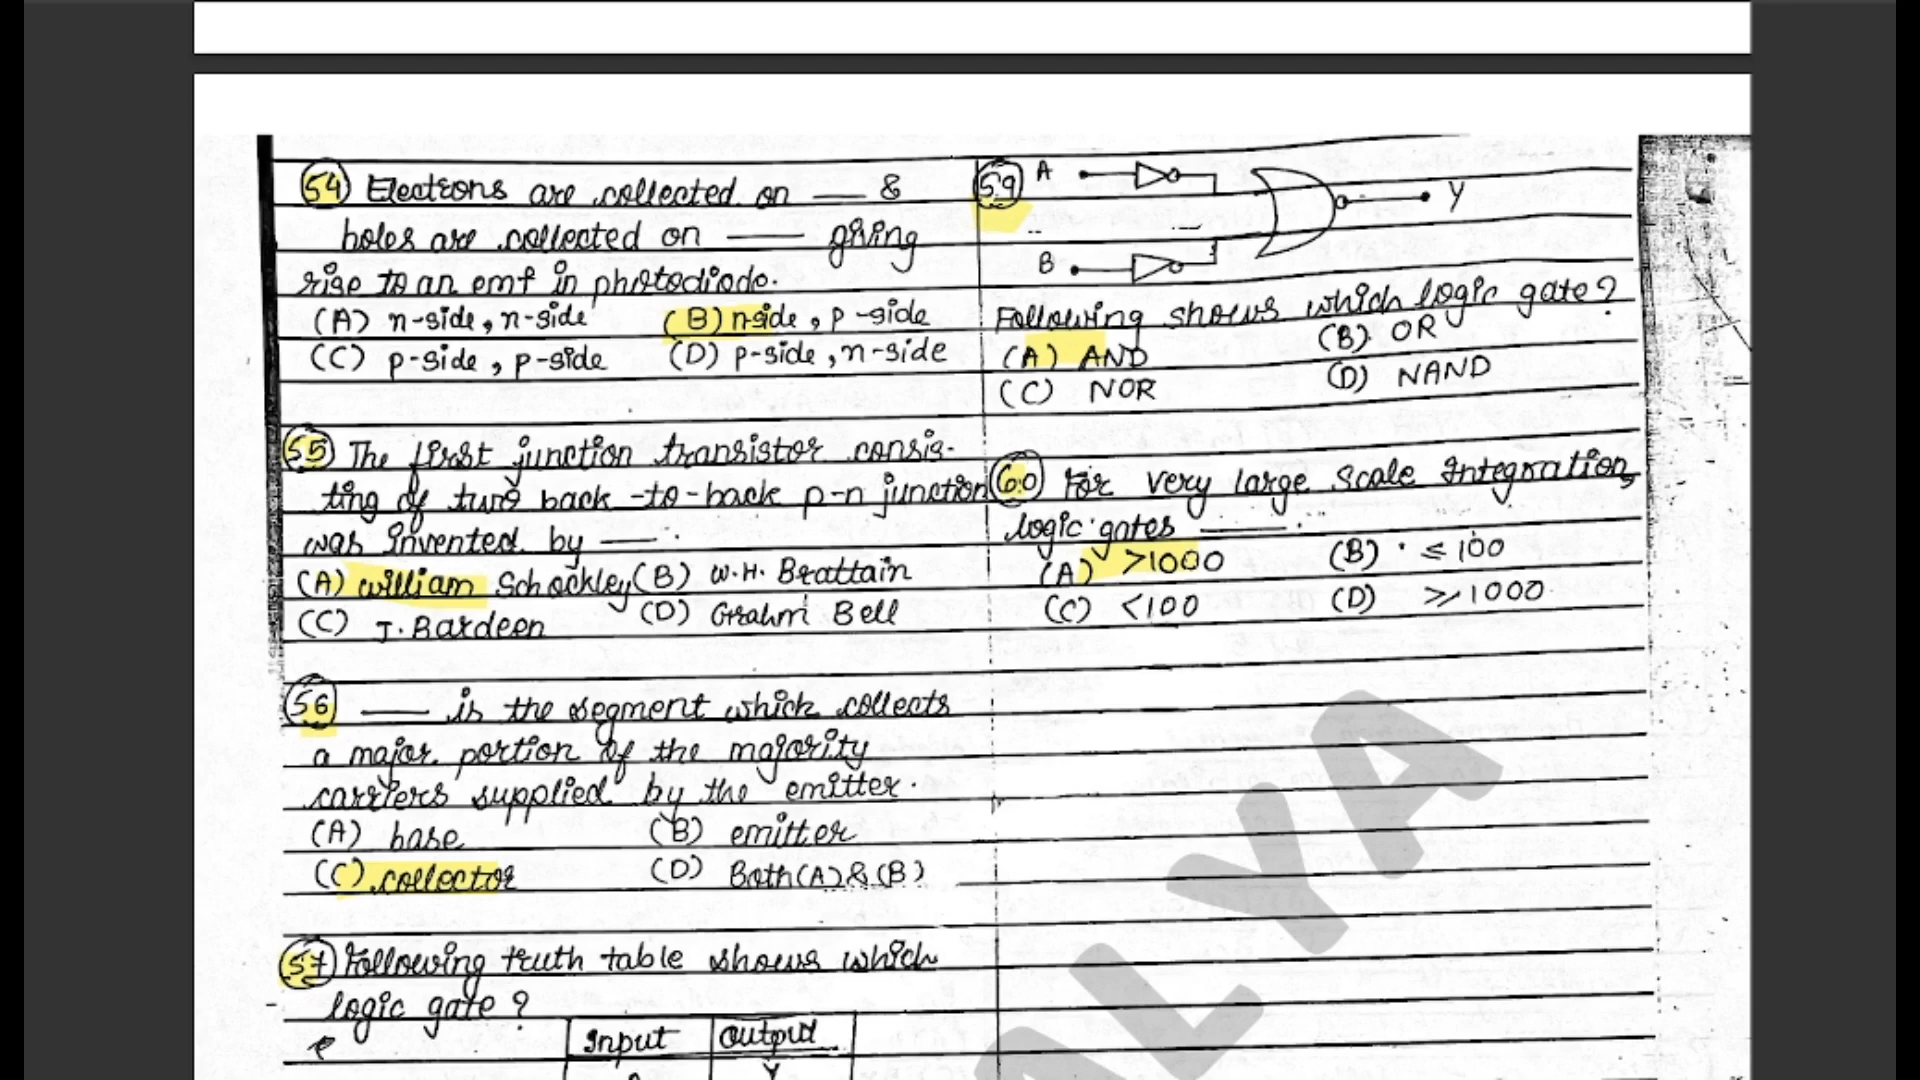 54) Electrons are collected on ___ &
holes are collected on ___ giving
rise to an emf in photodiode.
(A) n-side, n-side (B) n-side, p-side
(C) p-side, p-side (D) p-side, n-side
55) The first junction transistor consis-
ting of two back-to-back p-n junction
was invented by ___.
(A) William Schockley (B) W.H. Brattain
(C) J. Bardeen (D) Grahm Bell
56) ___ is the segment which collects
a major portion of the majority
carriers supplied by the emitter.
(A) base (B) emitter
(C) collector (D) Both (A) & (B)
57) Following truth table shows which
logic gate?
Input Output
Y
59) A
Y
B
Following shows which logic gate?
(A) AND (B) OR
(C) NOR (D) NAND
60) For very large scale Integration
logic gates ___.
(A) >1000 (B) ≤ 100
(C) <100 (D) ≥ 1000
ALYA